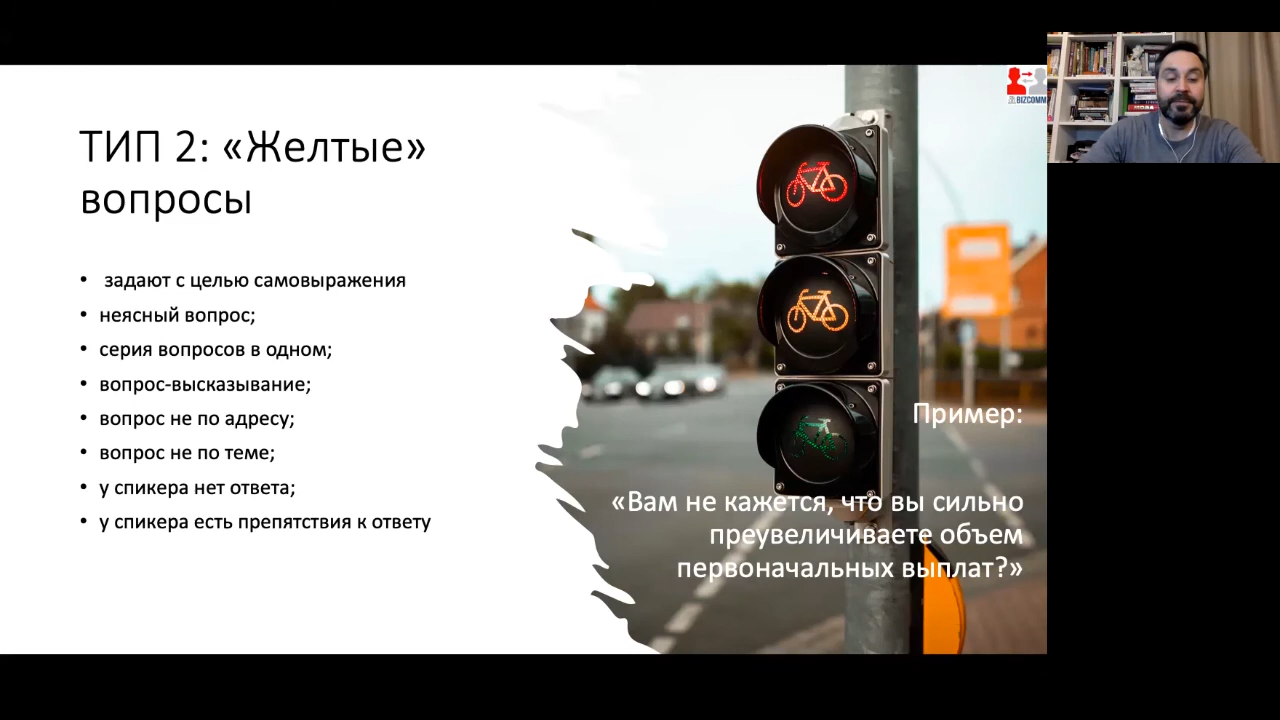 ТИП 2: «Желтые»
вопросы
• задают с целью самовыражения
• неясный вопрос;
• серия вопросов в одном;
• вопрос-высказывание;
• вопрос не по адресу;
• вопрос не по теме;
• у спикера нет ответа;
• у спикера есть препятствия к ответу
BIZCOMM
Пример:
«Вам не кажется, что вы сильно
преувеличиваете объем
первоначальных выплат?»